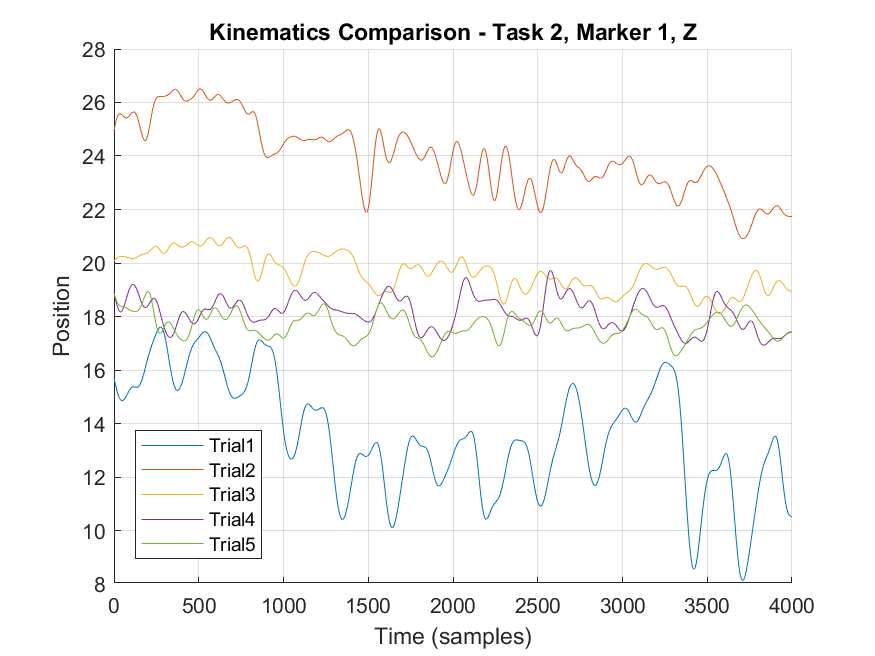 Kinematics Comparison - Task 2, Marker 1, Z
28
26
24
22
20
18
16
14
12
10
8
Position
Trial1
Trial2
Trial3
Trial4
Trial5
0 500 1000 1500 2000 2500 3000 3500 4000
Time (samples)